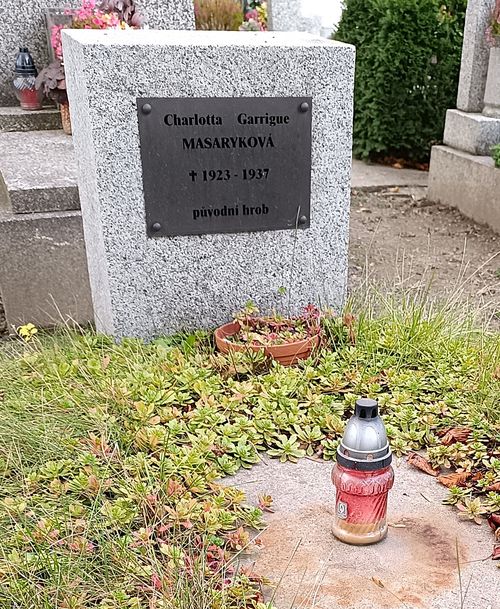 Charlotta Garrigue
MASARYKOVÁ
✝ 1923 - 1937
původní hrob